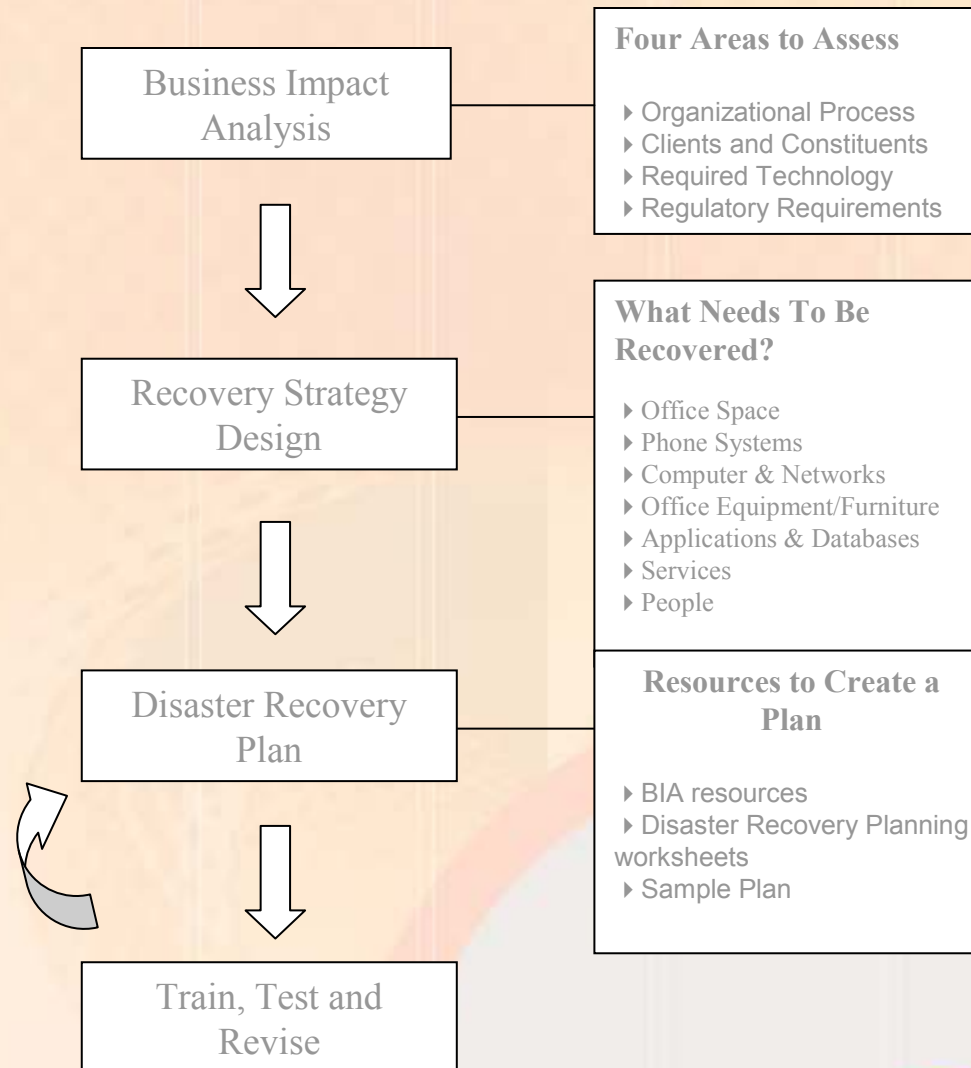 Business Impact
Analysis
Four Areas to Assess
Organizational Process
Clients and Constituents
Required Technology
Regulatory Requirements
Recovery Strategy
Design
What Needs To Be
Recovered?
Office Space
Phone Systems
Computer & Networks
Office Equipment/Furniture
Applications & Databases
Services
People
Disaster Recovery
Plan
Resources to Create a
Plan
BIA resources
Disaster Recovery Planning
worksheets
Sample Plan
Train, Test and
Revise